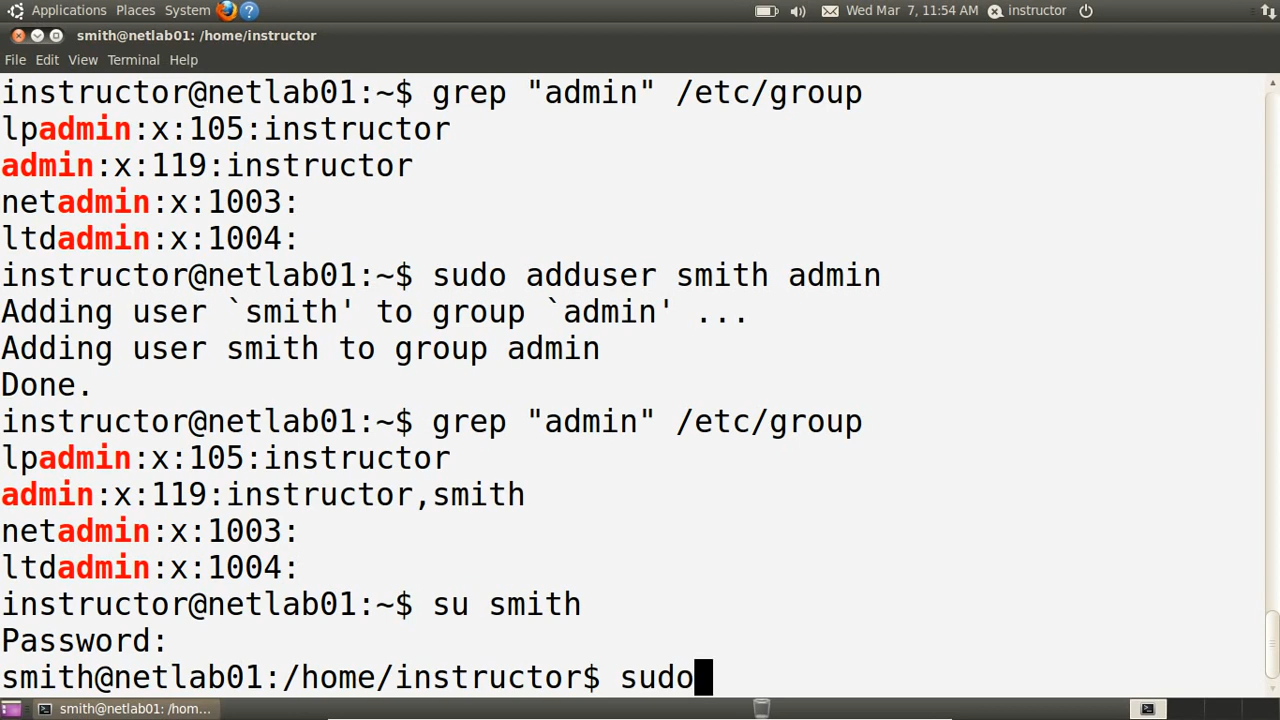 Applications Places System Wed Mar 7, 11:54 AM instructor
smith@netlab01: /home/instructor
File Edit View Terminal Help
instructor@netlab01:~$ grep "admin" /etc/group
lpadmin:x:105:instructor
admin:x:119:instructor
netadmin:x:1003:
ltdadmin:x:1004:
instructor@netlab01:~$ sudo adduser smith admin
Adding user `smith' to group `admin' ...
Adding user smith to group admin
Done.
instructor@netlab01:~$ grep "admin" /etc/group
lpadmin:x:105:instructor
admin:x:119:instructor,smith
netadmin:x:1003:
ltdadmin:x:1004:
instructor@netlab01:~$ su smith
Password:
smith@netlab01:/home/instructor$ sudo
smith@netlab01: /hom...